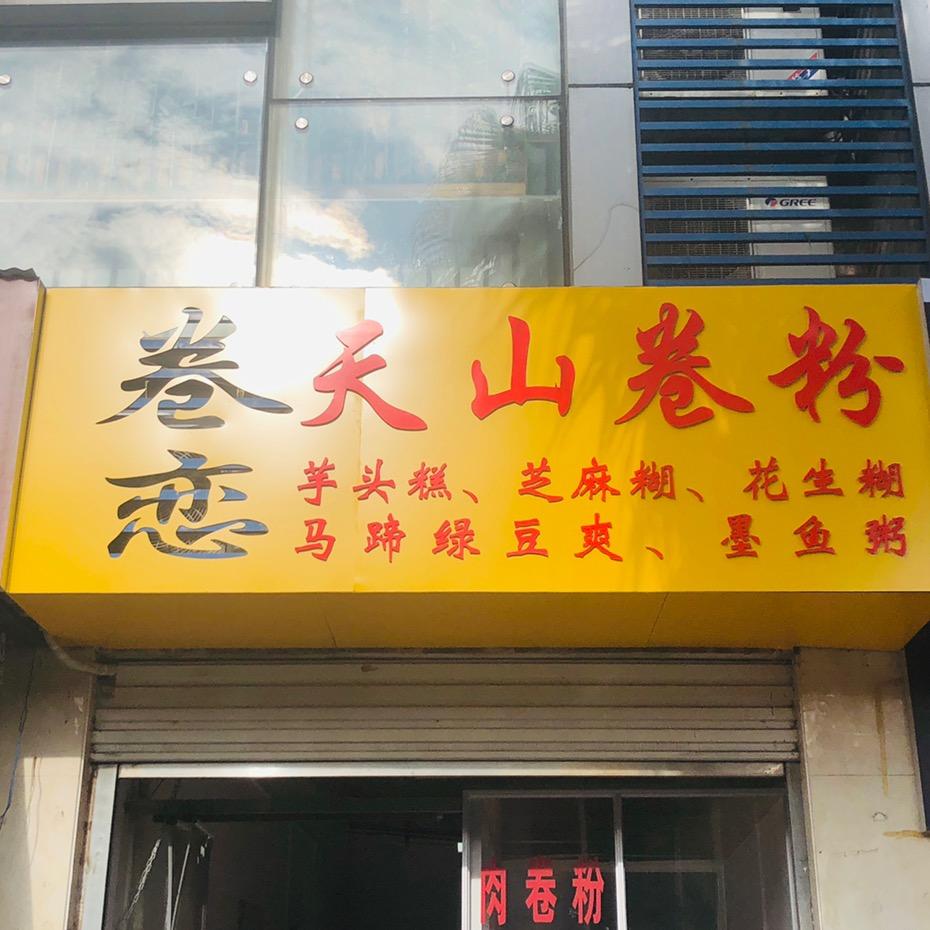 GREE
卷恋
天山卷粉
芋头糕、芝麻糊、花生糊
马蹄绿豆爽、墨鱼粥
肉卷粉